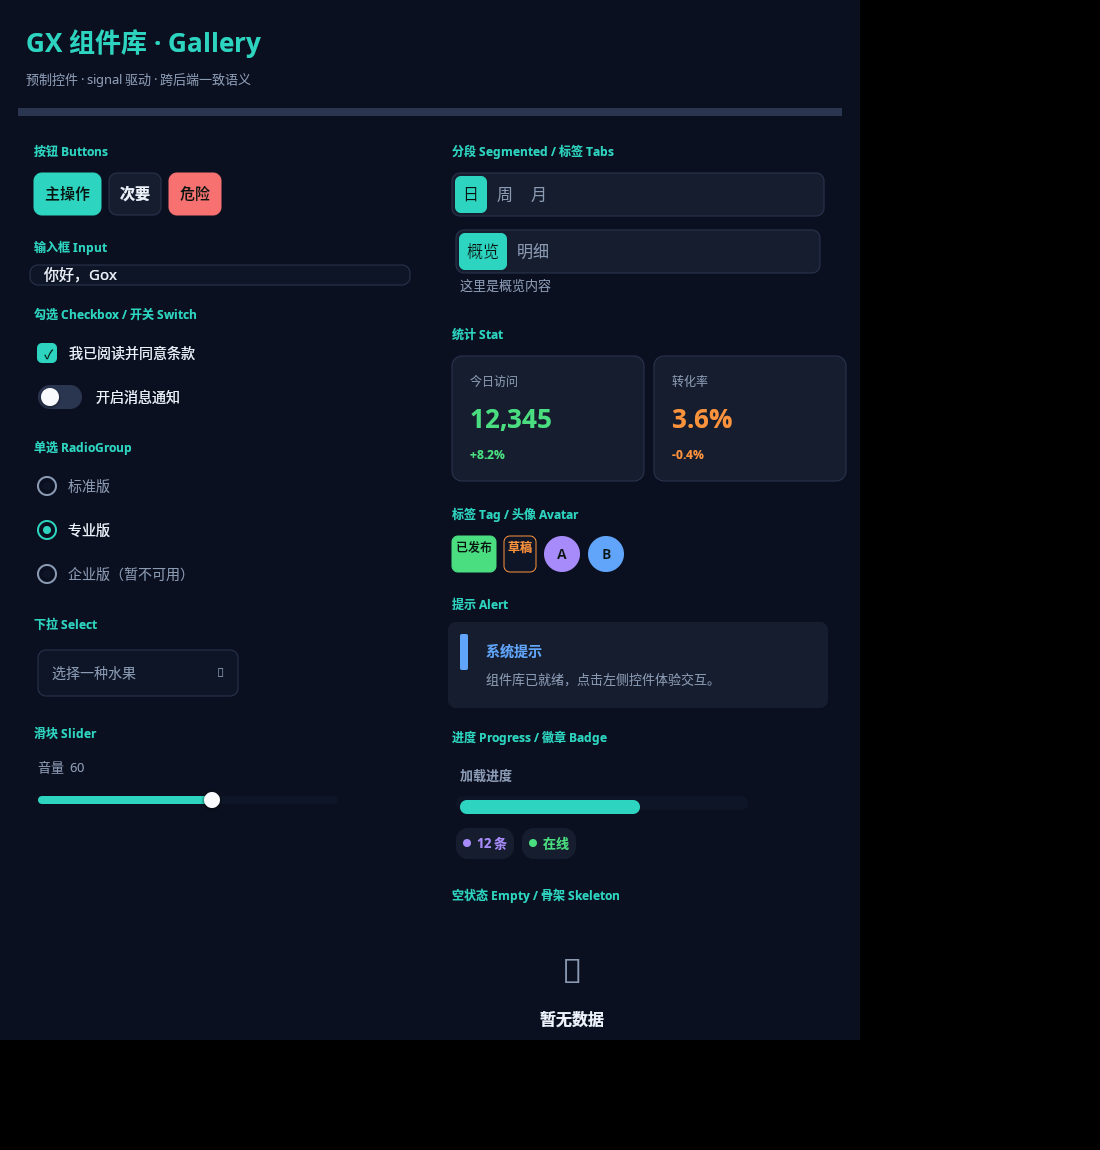 GX 组件库 · Gallery
预制控件 · signal 驱动 · 跨后端一致语义
按钮 Buttons
主操作 次要 危险
输入框 Input
你好，Gox
勾选 Checkbox / 开关 Switch
我已阅读并同意条款
开启消息通知
单选 RadioGroup
标准版
专业版
企业版（暂不可用）
下拉 Select
选择一种水果
滑块 Slider
音量 60
分段 Segmented / 标签 Tabs
日 周 月
概览 明细
这里是概览内容
统计 Stat
今日访问 转化率
12,345 3.6%
+8.2% -0.4%
标签 Tag / 头像 Avatar
已发布 草稿 A B
提示 Alert
系统提示
组件库已就绪，点击左侧控件体验交互。
进度 Progress / 徽章 Badge
加载进度
12 条 在线
空状态 Empty / 骨架 Skeleton
暂无数据